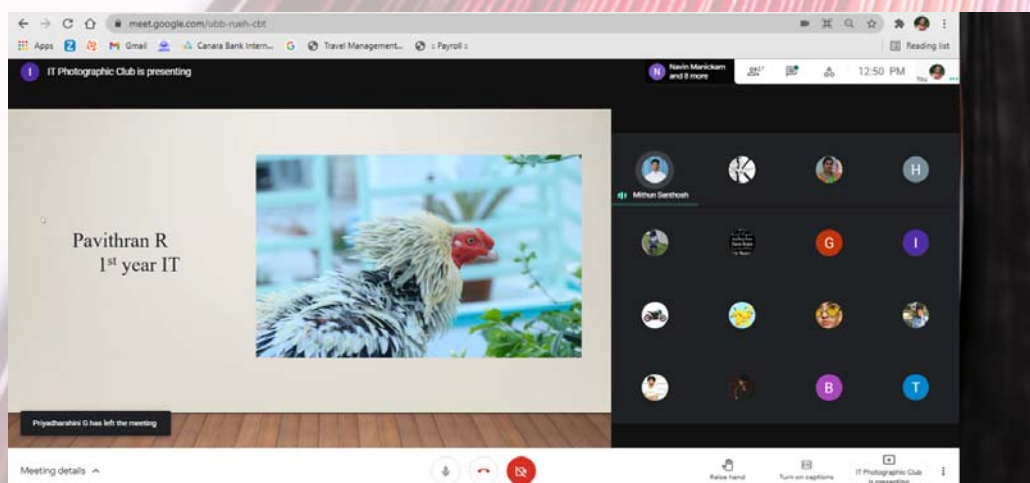 meet.google.com/ubb-rueh-cbt
Apps
Gmail
Canara Bank Intern...
Travel Management...
:: Payroll ::
Reading list
I
IT Photographic Club is presenting
N
Navin Manickam
and 8 more
17
12:50 PM
You
Pavithran R
1st year IT
Mithun Santhosh
K
H
G
I
B
T
Priyadharshini G has left the meeting
Meeting details
Raise hand
Turn on captions
IT Photographic Club
is presenting